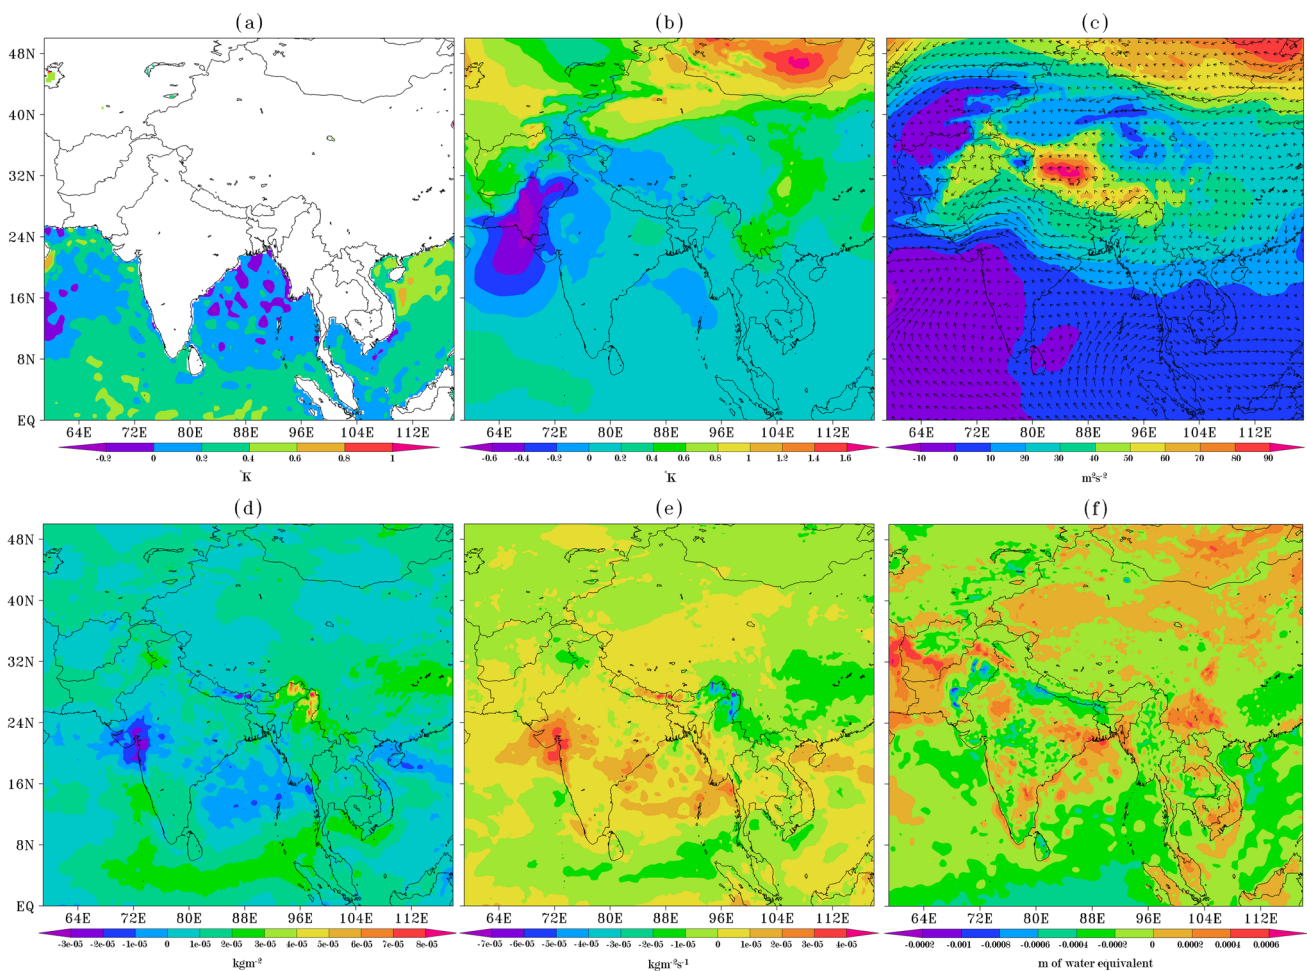 (a) (b) (c)
48N
40N
32N
24N
16N
8N
EQ
64E 72E 80E 88E 96E 104E 112E 64E 72E 80E 88E 96E 104E 112E 64E 72E 80E 88E 96E 104E 112E
-0.2 0 0.2 0.4 0.6 0.8 1 -0.6 -0.4 -0.2 0 0.2 0.4 0.6 0.8 1 1.2 1.4 1.6 -10 0 10 20 30 40 50 60 70 80 90
°K °K m²s⁻²
(d) (e) (f)
48N
40N
32N
24N
16N
8N
EQ
64E 72E 80E 88E 96E 104E 112E 64E 72E 80E 88E 96E 104E 112E 64E 72E 80E 88E 96E 104E 112E
-3e-05 -2e-05 -1e-05 0 1e-05 2e-05 3e-05 4e-05 6e-05 7e-05 8e-05 -7e-05 -6e-05 -5e-05 -4e-05 -3e-05 -2e-05 -1e-05 0 1e-05 2e-05 3e-05 4e-05 -0.0002 -0.001 -0.0008 -0.0006 -0.0004 -0.0002 0 0.0002 0.0004 0.0006
kgm⁻² kgm⁻²s⁻¹ m of water equivalent